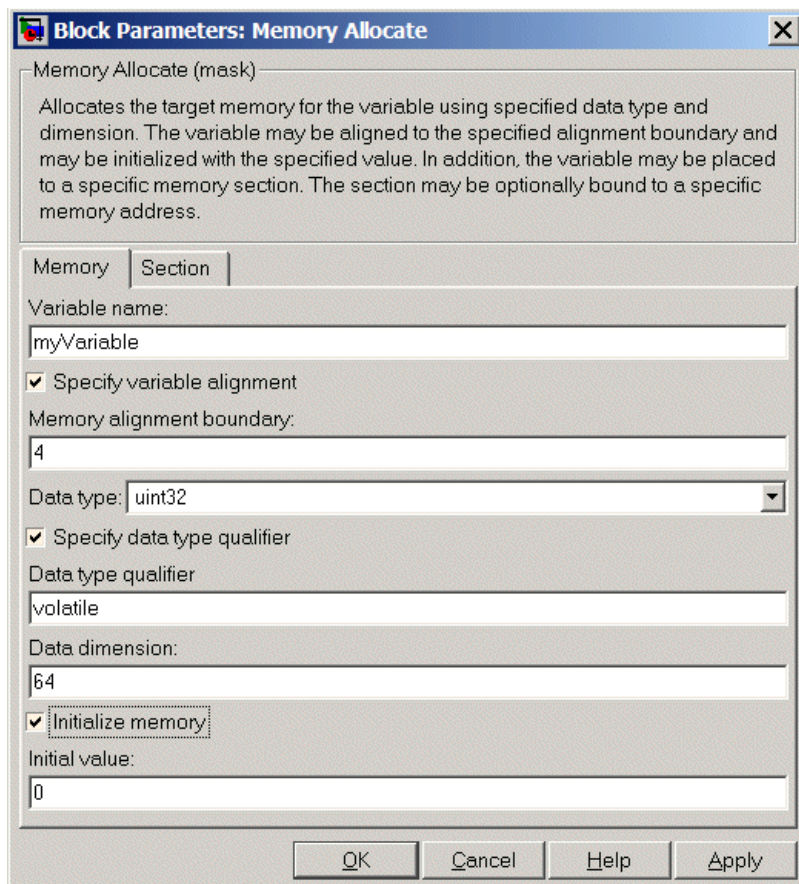 Block Parameters: Memory Allocate
Memory Allocate (mask)
Allocates the target memory for the variable using specified data type and
dimension. The variable may be aligned to the specified alignment boundary and
may be initialized with the specified value. In addition, the variable may be placed
to a specific memory section. The section may be optionally bound to a specific
memory address.
Memory Section
Variable name:
myVariable
Specify variable alignment
Memory alignment boundary:
4
Data type: uint32
Specify data type qualifier
Data type qualifier
volatile
Data dimension:
64
Initialize memory
Initial value:
0
OK Cancel Help Apply